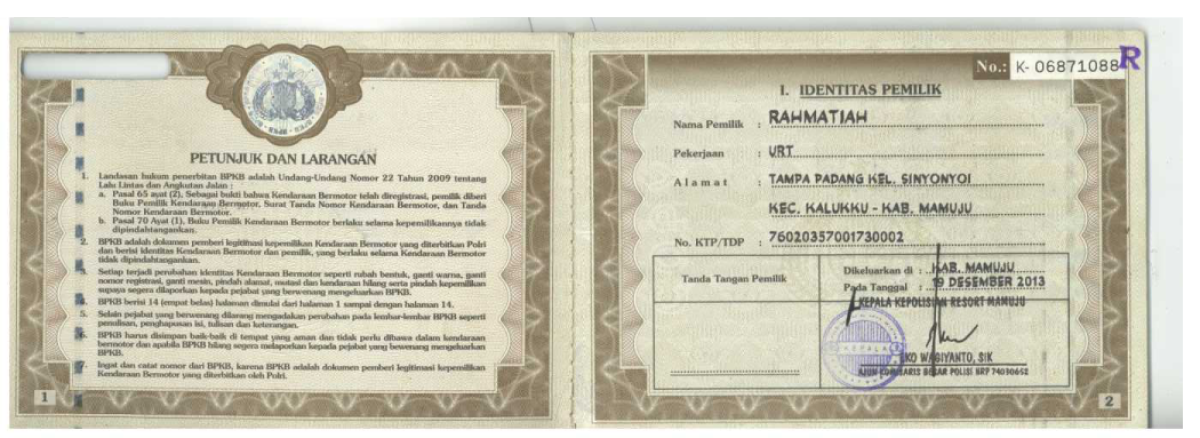 PETUNJUK DAN LARANGAN
1. Landasan hukum penerbitan BPKB adalah Undang-Undang Nomor 22 Tahun 2009 tentang
Lalu Lintas dan Angkutan Jalan :
a. Pasal 65 ayat (2), Sebagai bukti bahwa Kendaraan Bermotor telah diregistrasi, pemilik diberi
Buku Pemilik Kendaraan Bermotor, Surat Tanda Nomor Kendaraan Bermotor, dan Tanda
Nomor Kendaraan Bermotor.
b. Pasal 70 Ayat (1), Buku Pemilik Kendaraan Bermotor berlaku selama kepemilikannya tidak
dipindahtangankan.
2. BPKB adalah dokumen pemberi legitimasi kepemilikan Kendaraan Bermotor yang diterbitkan Polri
dan berisi identitas Kendaraan Bermotor dan pemilik, yang berlaku selama Kendaraan Bermotor
tidak dipindahtangankan.
3. Setiap terjadi perubahan identitas Kendaraan Bermotor seperti rubah bentuk, ganti warna, ganti
nomor registrasi, ganti mesin, pindah alamat, mutasi dan kendaraan hilang serta pindah kepemilikan
supaya segera dilaporkan kepada pejabat yang berwenang mengeluarkan BPKB.
4. BPKB berisi 14 (empat belas) halaman dimulai dari halaman 1 sampai dengan halaman 14.
5. Selain pejabat yang berwenang dilarang mengadakan perubahan pada lembar-lembar BPKB seperti
penulisan, penghapusan isi, tulisan dan keterangan.
6. BPKB harus disimpan baik-baik di tempat yang aman dan tidak perlu dibawa dalam kendaraan
bermotor dan apabila BPKB hilang segera melaporkan kepada pejabat yang bewenang mengeluarkan
BPKB.
7. Ingat dan catat nomor dari BPKB, karena BPKB adalah dokumen pemberi legitimasi kepemilikan
Kendaraan Bermotor yang diterbitkan oleh Polri.
1
No.: K- 06871088 R
I. IDENTITAS PEMILIK
Nama Pemilik : RAHMATIAH
Pekerjaan : URT
Alamat : TAMPA PADANG KEL. SINYONYOI
KEC. KALUKKU - KAB. MAMUJU
No. KTP/TDP : 76020357001730002
Tanda Tangan Pemilik
Dikeluarkan di : KAB. MAMUJU
Pada Tanggal : 19 DESEMBER 2013
KEPALA KEPOLISIAN RESORT MAMUJU
KEPALA
EKO WAGIYANTO, SIK
AJUN KOMISARIS BESAR POLISI NRP 74030652
2